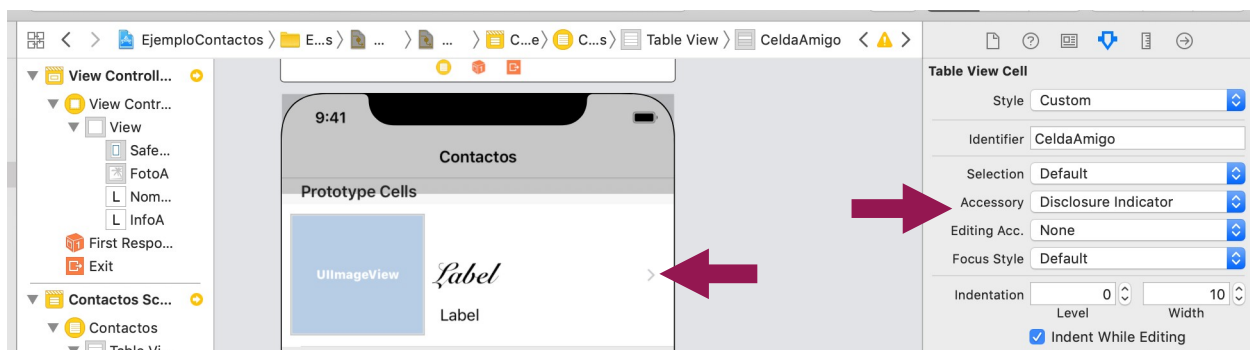 EjemploContactos E...s ... ... C...e) C...s) Table View CeldaAmigo
View Controll...
View Contr...
View
Safe...
FotoA
L Nom...
L InfoA
First Respo...
Exit
Contactos Sc...
Contactos
Table Vi...
9:41
Contactos
Prototype Cells
UIImageView
Label
Label
Table View Cell
Style Custom
Identifier CeldaAmigo
Selection Default
Accessory Disclosure Indicator
Editing Acc. None
Focus Style Default
Indentation 0 10
Level Width
Indent While Editing